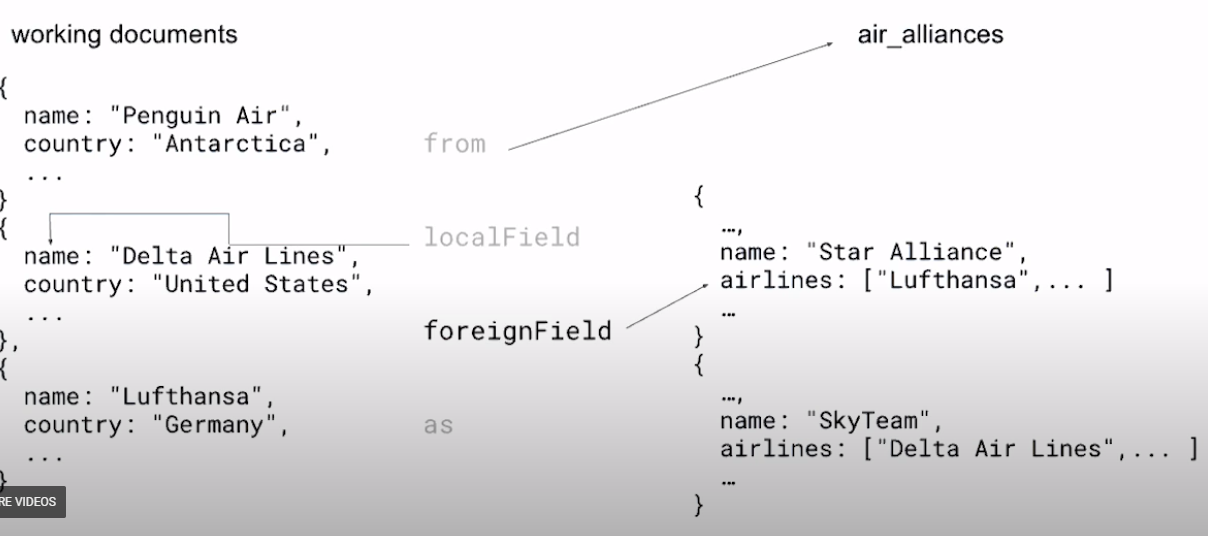 working documents
{
name: "Penguin Air",
country: "Antarctica",
...
}
{
name: "Delta Air Lines",
country: "United States",
...
},
{
name: "Lufthansa",
country: "Germany",
...
}
RE VIDEOS
from
localField
foreignField
as
air_alliances
{
…,
name: "Star Alliance",
airlines: ["Lufthansa",... ]
…
}
{
…,
name: "SkyTeam",
airlines: ["Delta Air Lines",... ]
…
}